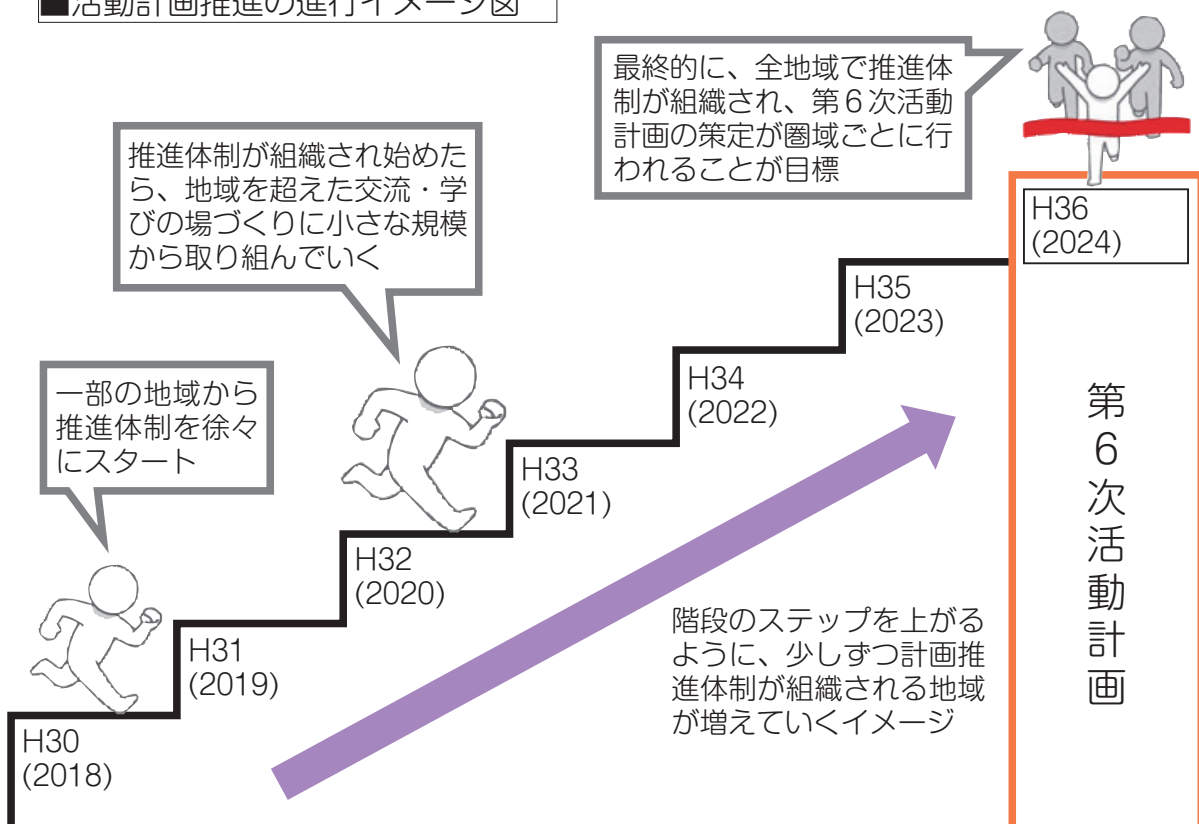 ■活動計画推進の進行イメージ図
最終的に、全地域で推進体
制が組織され、第6次活動
計画の策定が圏域ごとに行
われることが目標
推進体制が組織され始めた
ら、地域を超えた交流・学
びの場づくりに小さな規模
から取り組んでいく
一部の地域から
推進体制を徐々
にスタート
H30
(2018)
H31
(2019)
H32
(2020)
H33
(2021)
H34
(2022)
H35
(2023)
H36
(2024)
第6次活動計画
階段のステップを上がる
ように、少しずつ計画推
進体制が組織される地域
が増えていくイメージ